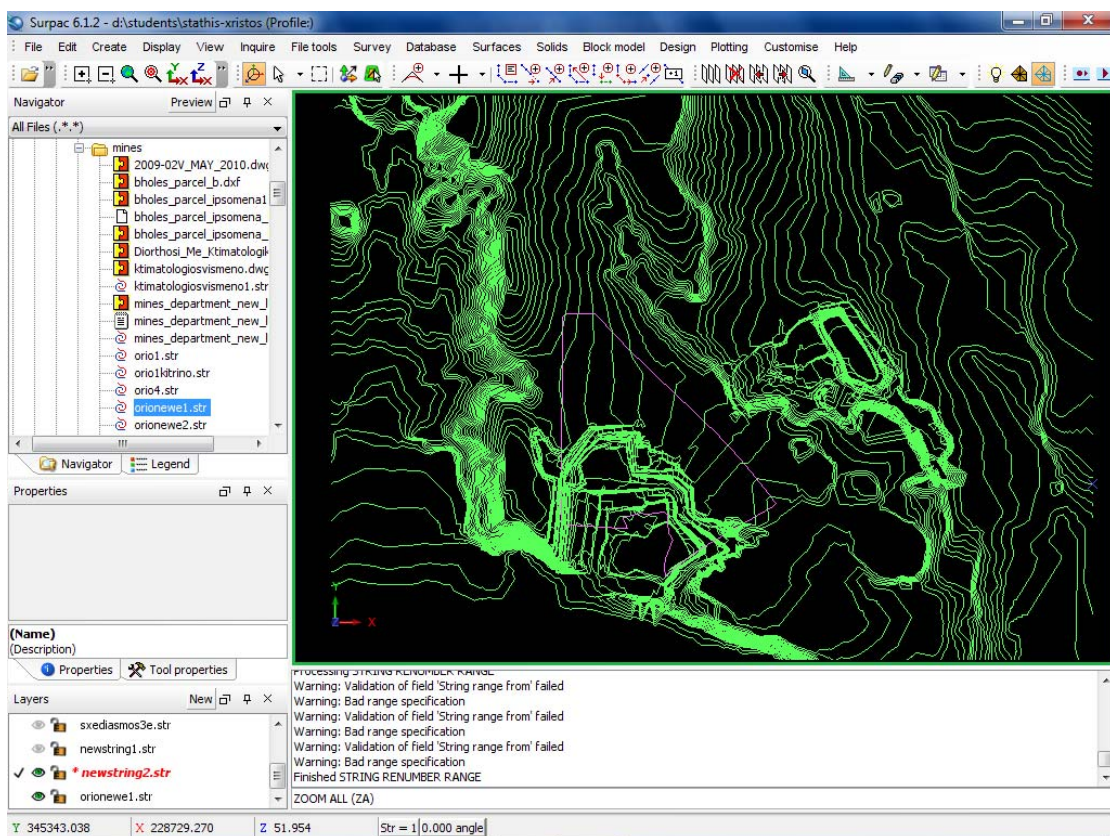 Surpac 6.1.2 - d:\students\stathis-xristos (Profile:)
File Edit Create Display View Inquire File tools Survey Database Surfaces Solids Block model Design Plotting Customise Help
Navigator Preview
All Files (.*.*)
mines
2009-02V_MAY_2010.dwg
bholes_parcel_b.dxf
bholes_parcel_ipsomena1
bholes_parcel_ipsomena_
bholes_parcel_ipsomena_
Diorthosi_Me_Ktimatologik
ktimatologiosvismeno.dwg
ktimatologiosvismeno1.str
mines_department_new_l
mines_department_new_l
mines_department_new_l
orio1.str
orio1kitrino.str
orio4.str
orionewe1.str
orionewe2.str
Navigator Legend
Properties
(Name)
(Description)
Properties Tool properties
Layers New
sxediasmos3e.str
newstring1.str
* newstring2.str
orionewe1.str
Y
Z X
Processing STRING RENUMBER RANGE
Warning: Validation of field 'String range from' failed
Warning: Bad range specification
Warning: Validation of field 'String range from' failed
Warning: Bad range specification
Warning: Validation of field 'String range from' failed
Warning: Bad range specification
Finished STRING RENUMBER RANGE
ZOOM ALL (ZA)
Y 345343.038 X 228729.270 Z 51.954 Str = 1 0.000 angle